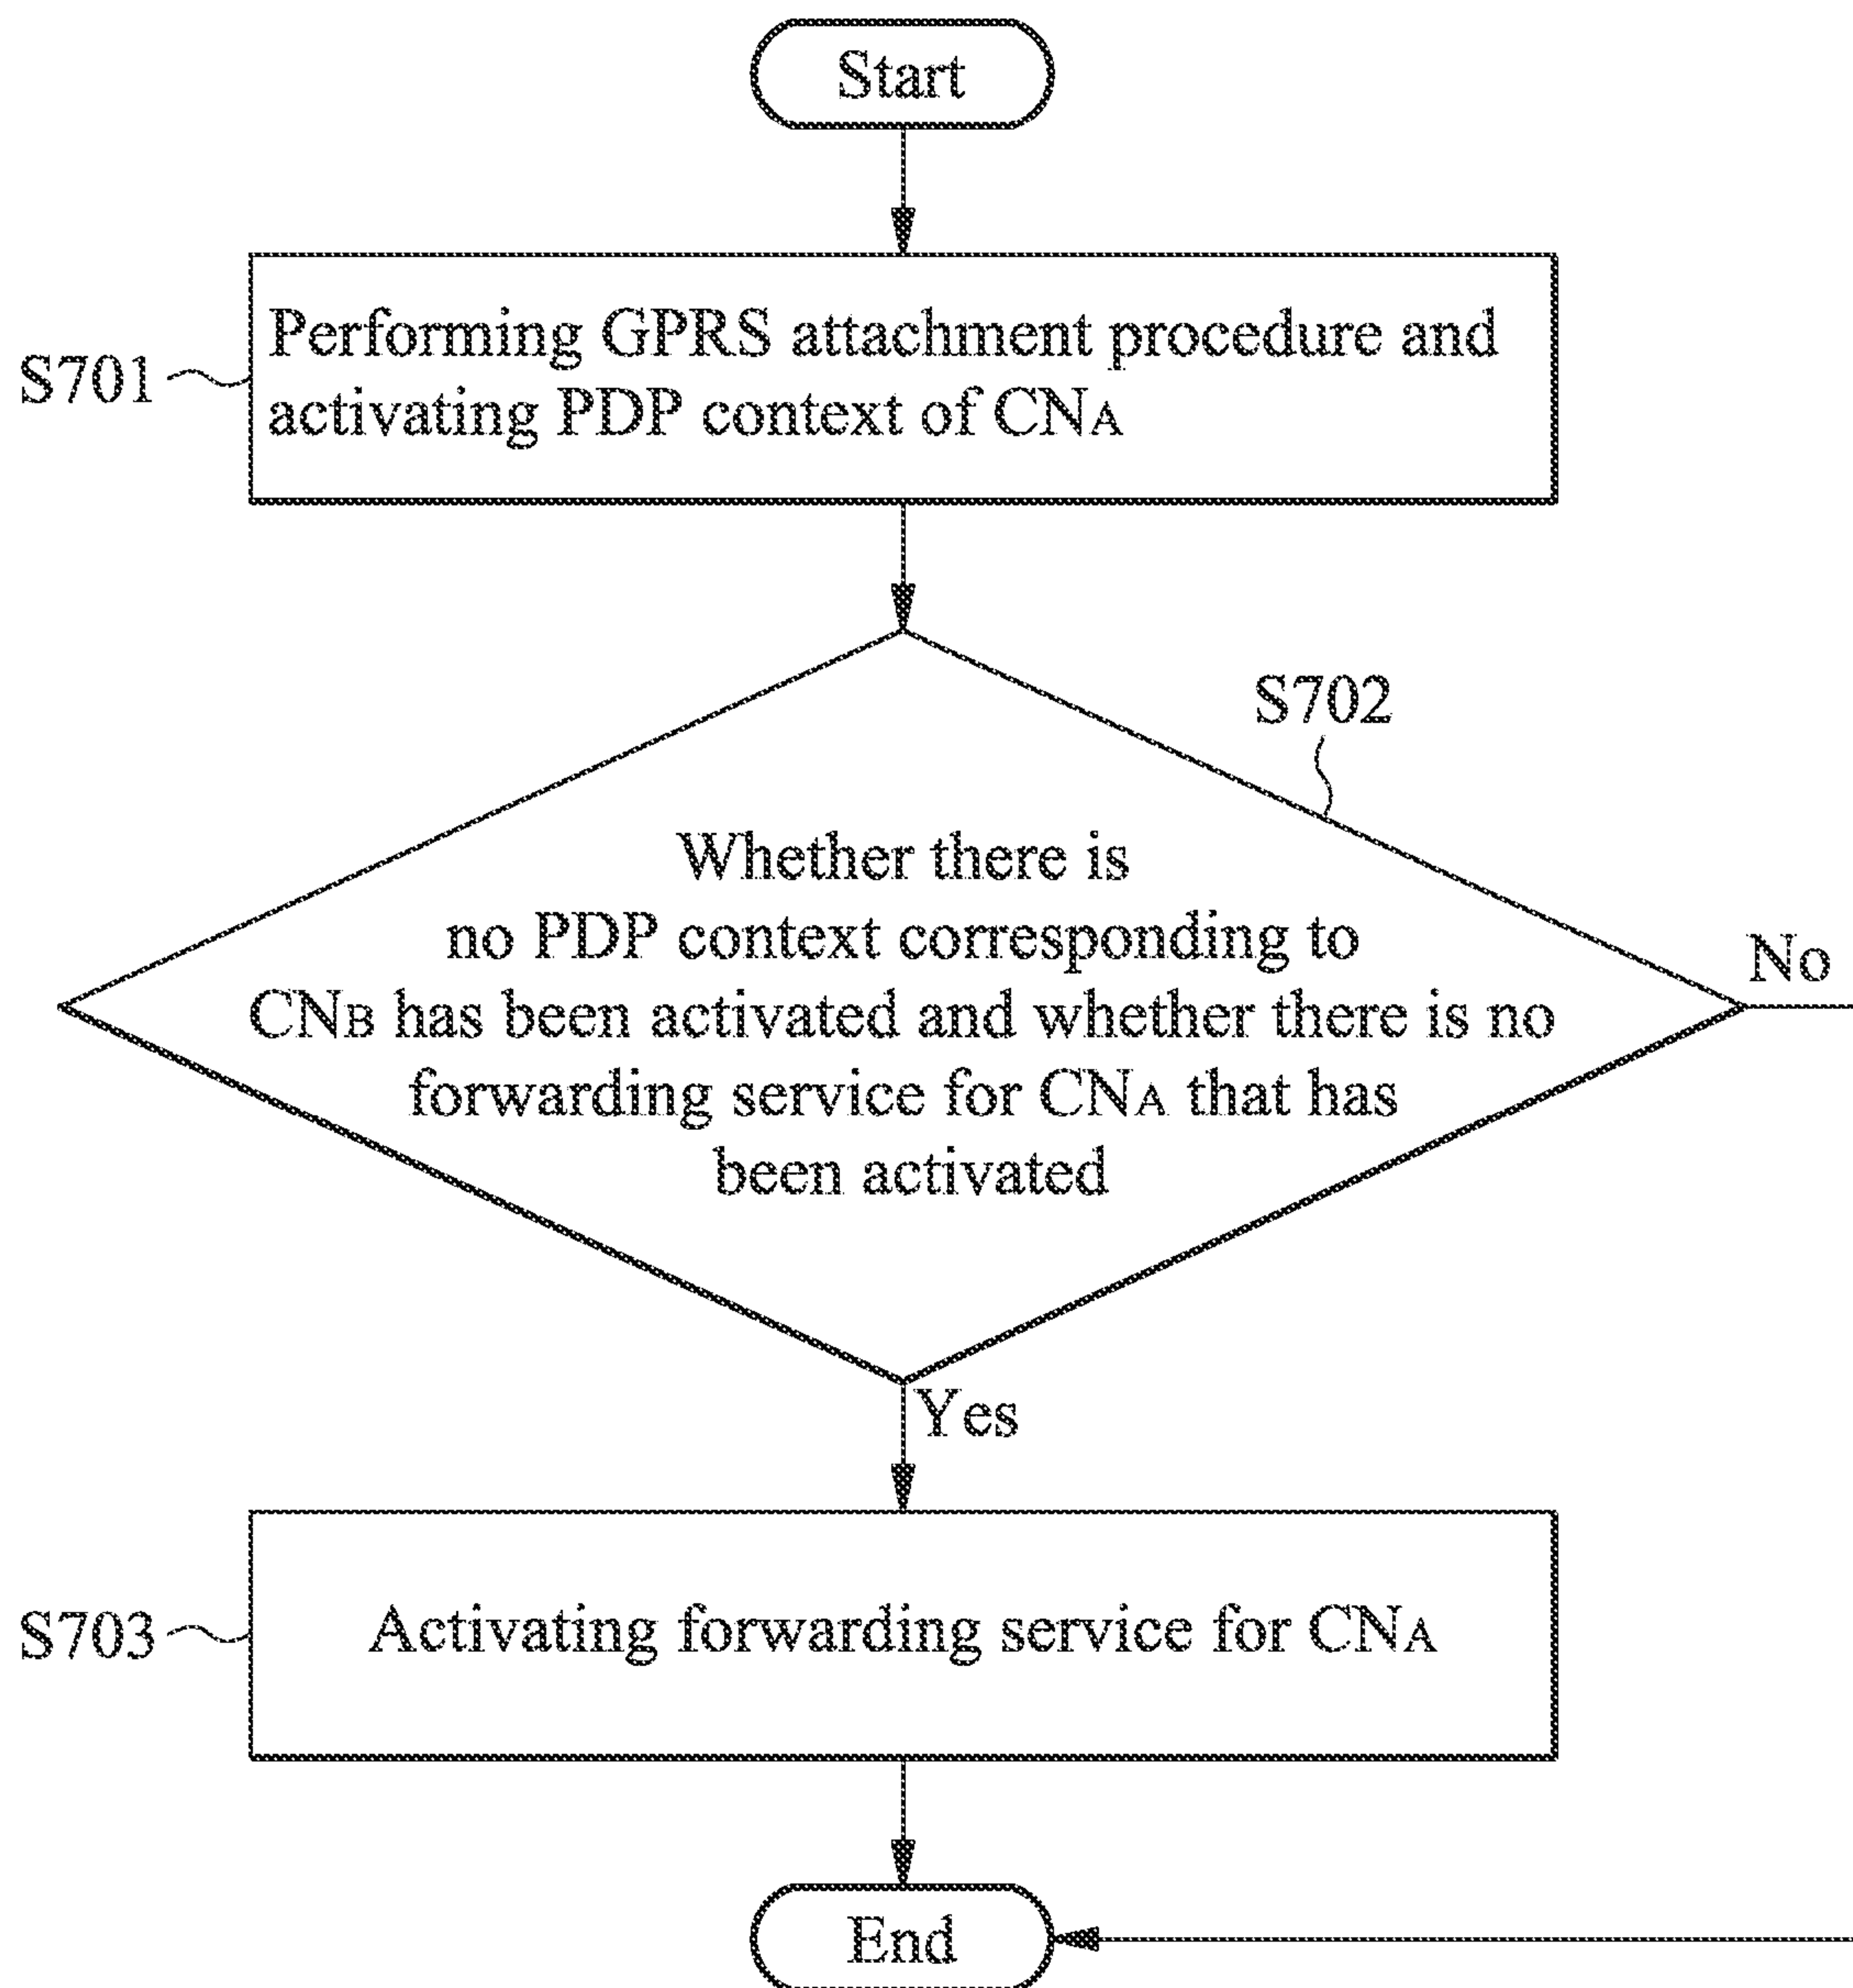 Start
S701
Performing GPRS attachment procedure and
activating PDP context of CNA
S702
Whether there is
no PDP context corresponding to
CNB has been activated and whether there is no
forwarding service for CNA that has
been activated
No
Yes
S703
Activating forwarding service for CNA
End